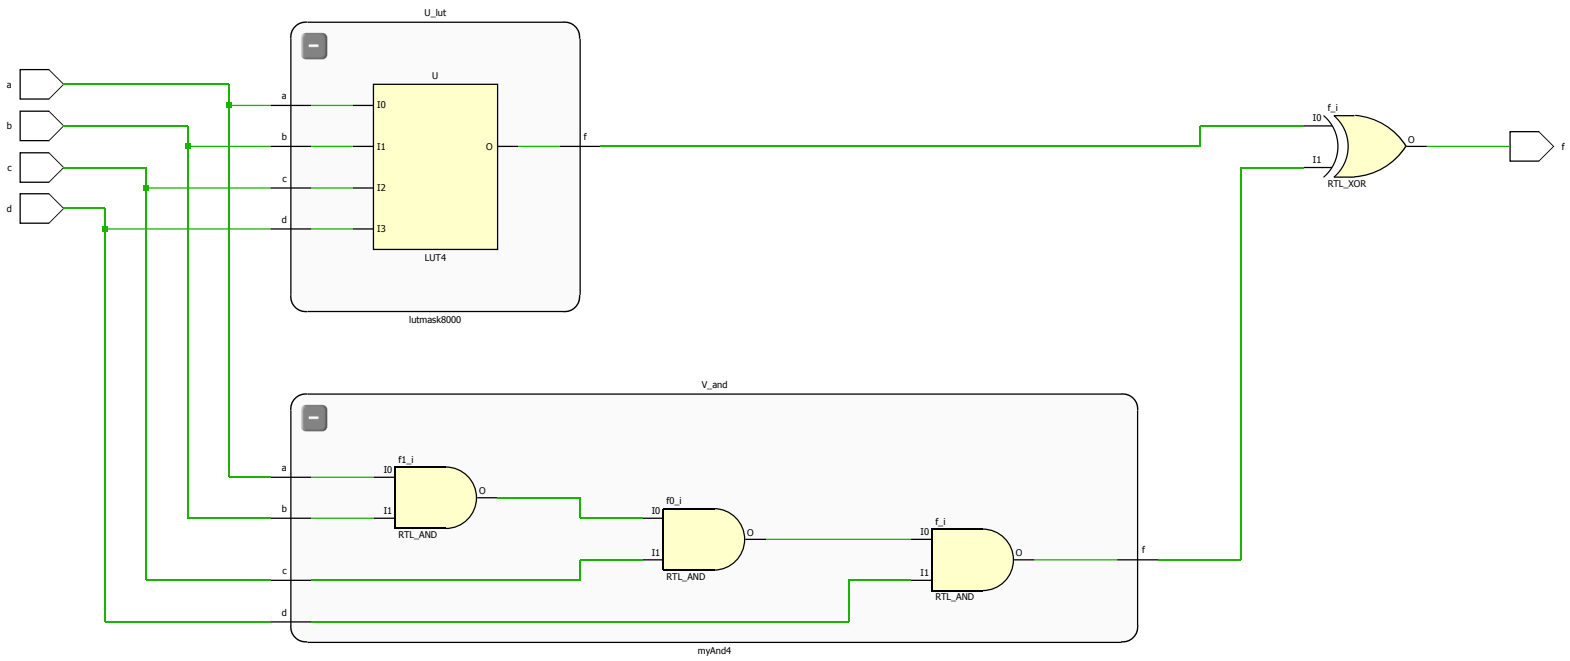 U_lut
U
a
a
I0
b
b
I1
O
f
c
c
I2
d
d
I3
LUT4
lutmask8000
f_i
I0
O
f
I1
RTL_XOR
V_and
f1_i
a
I0
O
b
I1
RTL_AND
f0_i
I0
O
c
I1
RTL_AND
f_i
I0
O
f
I1
RTL_AND
d
myAnd4